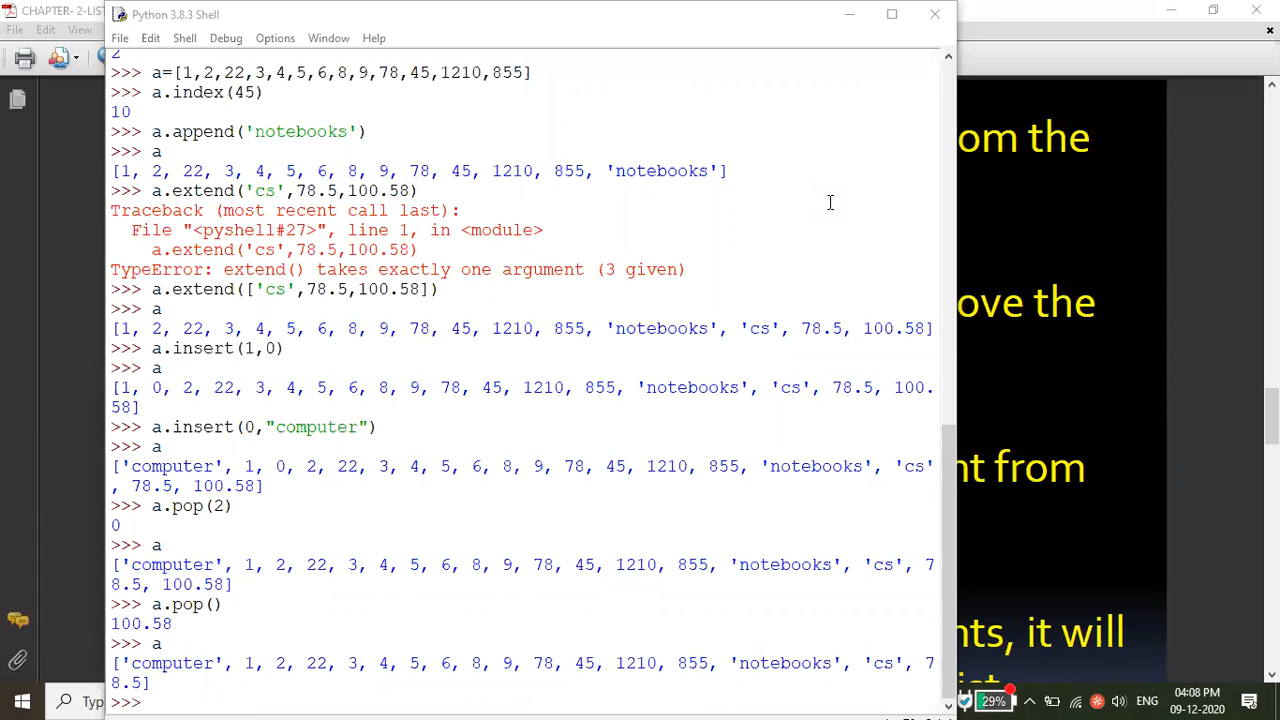 CHAPTER- 2-LIST
Python 3.8.3 Shell
File
File Edit Shell Debug Options Window Help
2
>>> a=[1,2,22,3,4,5,6,8,9,78,45,1210,855]
>>> a.index(45)
10
>>> a.append('notebooks')
>>> a
[1, 2, 22, 3, 4, 5, 6, 8, 9, 78, 45, 1210, 855, 'notebooks']
>>> a.extend('cs',78.5,100.58)
Traceback (most recent call last):
File "<pyshell#27>", line 1, in <module>
a.extend('cs',78.5,100.58)
TypeError: extend() takes exactly one argument (3 given)
>>> a.extend(['cs',78.5,100.58])
>>> a
[1, 2, 22, 3, 4, 5, 6, 8, 9, 78, 45, 1210, 855, 'notebooks', 'cs', 78.5, 100.58]
>>> a.insert(1,0)
>>> a
[1, 0, 2, 22, 3, 4, 5, 6, 8, 9, 78, 45, 1210, 855, 'notebooks', 'cs', 78.5, 100.
58]
>>> a.insert(0,"computer")
>>> a
['computer', 1, 0, 2, 22, 3, 4, 5, 6, 8, 9, 78, 45, 1210, 855, 'notebooks', 'cs'
, 78.5, 100.58]
>>> a.pop(2)
0
>>> a
['computer', 1, 2, 22, 3, 4, 5, 6, 8, 9, 78, 45, 1210, 855, 'notebooks', 'cs', 7
8.5, 100.58]
>>> a.pop()
100.58
>>> a
['computer', 1, 2, 22, 3, 4, 5, 6, 8, 9, 78, 45, 1210, 855, 'notebooks', 'cs', 7
8.5]
>>>
om the
ove the
nt from
nts, it will
Typ
29%
ENG
04:08 PM
09-12-2020